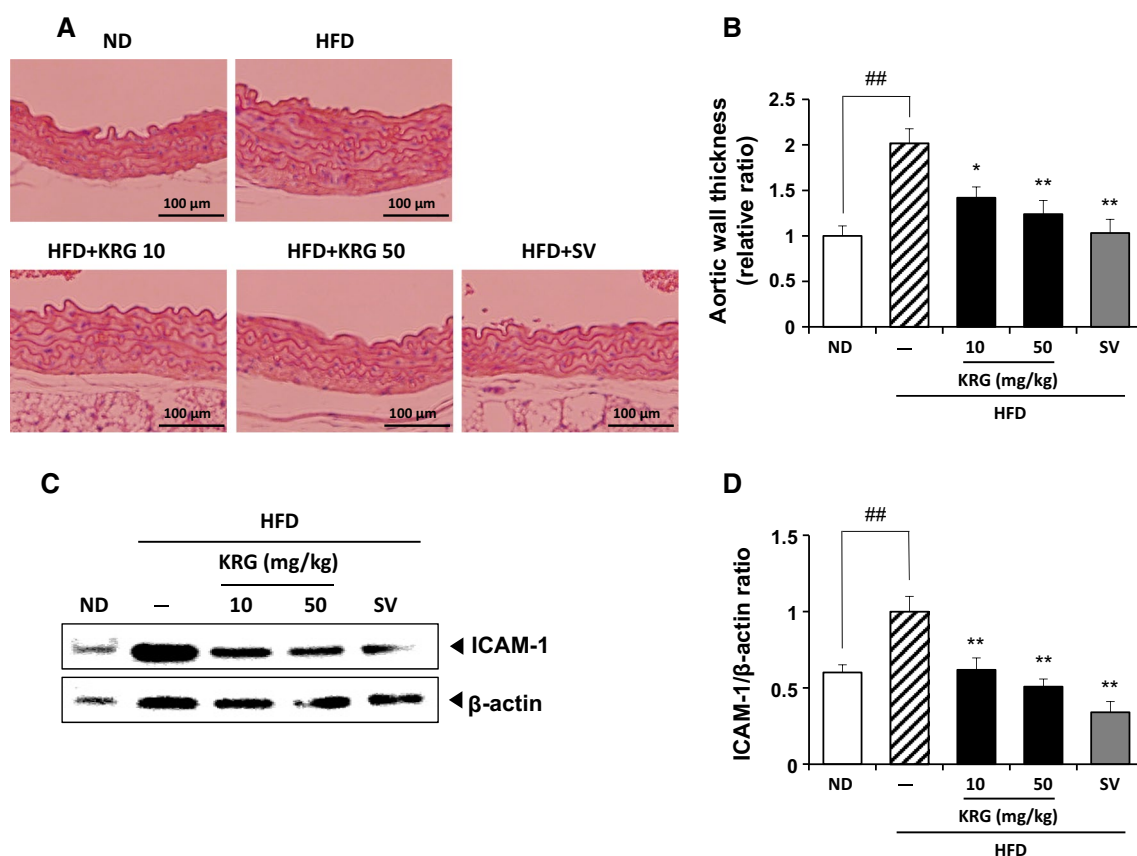 A
ND
HFD
100 µm
100 µm
HFD+KRG 10
HFD+KRG 50
HFD+SV
100 µm
100 µm
100 µm
B
##
Aortic wall thickness
(relative ratio)
2.5
2
1.5
1
0.5
0
*
**
**
ND
—
10
50
SV
KRG (mg/kg)
HFD
C
HFD
KRG (mg/kg)
ND
—
10
50
SV
ICAM-1
β-actin
D
##
ICAM-1/β-actin ratio
1.5
1
0.5
0
**
**
**
ND
—
10
50
SV
KRG (mg/kg)
HFD